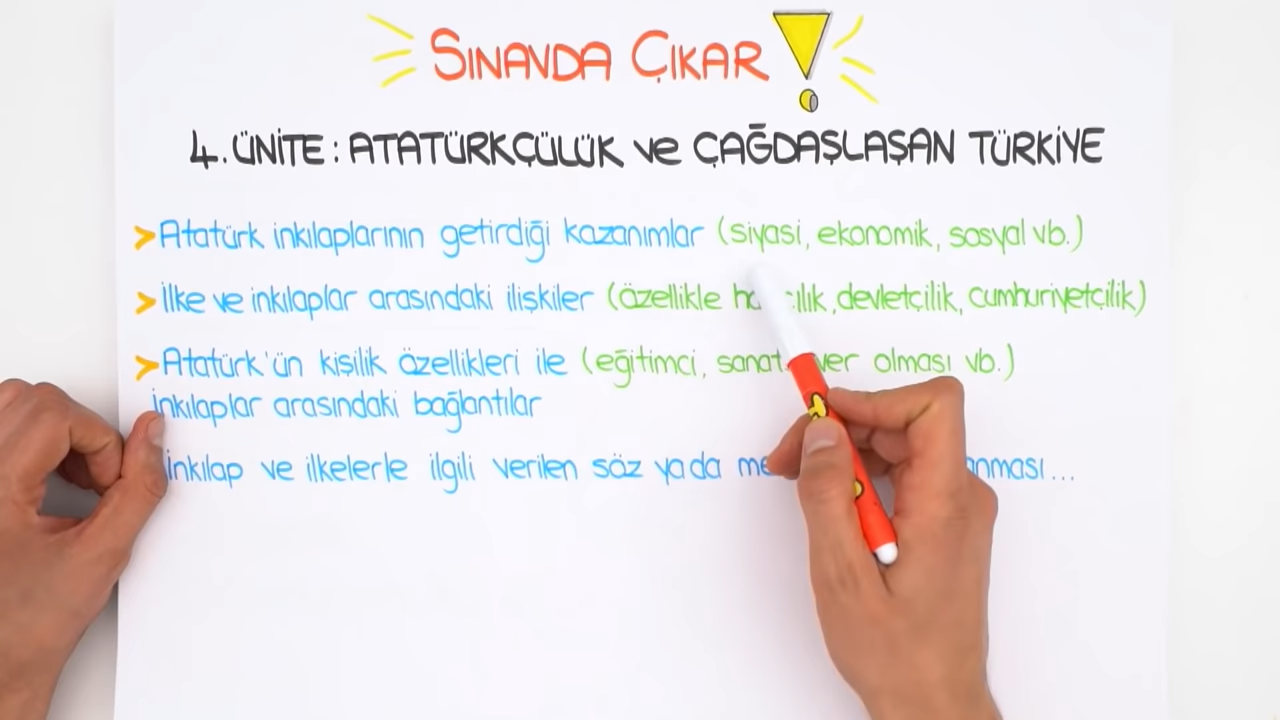 SINAVDA ÇIKAR !
4. ÜNİTE : ATATÜRKÇÜLÜK ve ÇAĞDAŞLAŞAN TÜRKİYE
> Atatürk inkılaplarının getirdiği kazanımlar (siyasi, ekonomik, sosyal vb.)
> İlke ve inkılaplar arasındaki ilişkiler (özellikle devletçilik, cumhuriyetçilik)
> Atatürk'ün kişilik özellikleri ile (eğitimci, olması vb.)
inkılaplar arasındaki bağlantılar
İnkılap ve ilkelerle ilgili verilen söz ya da